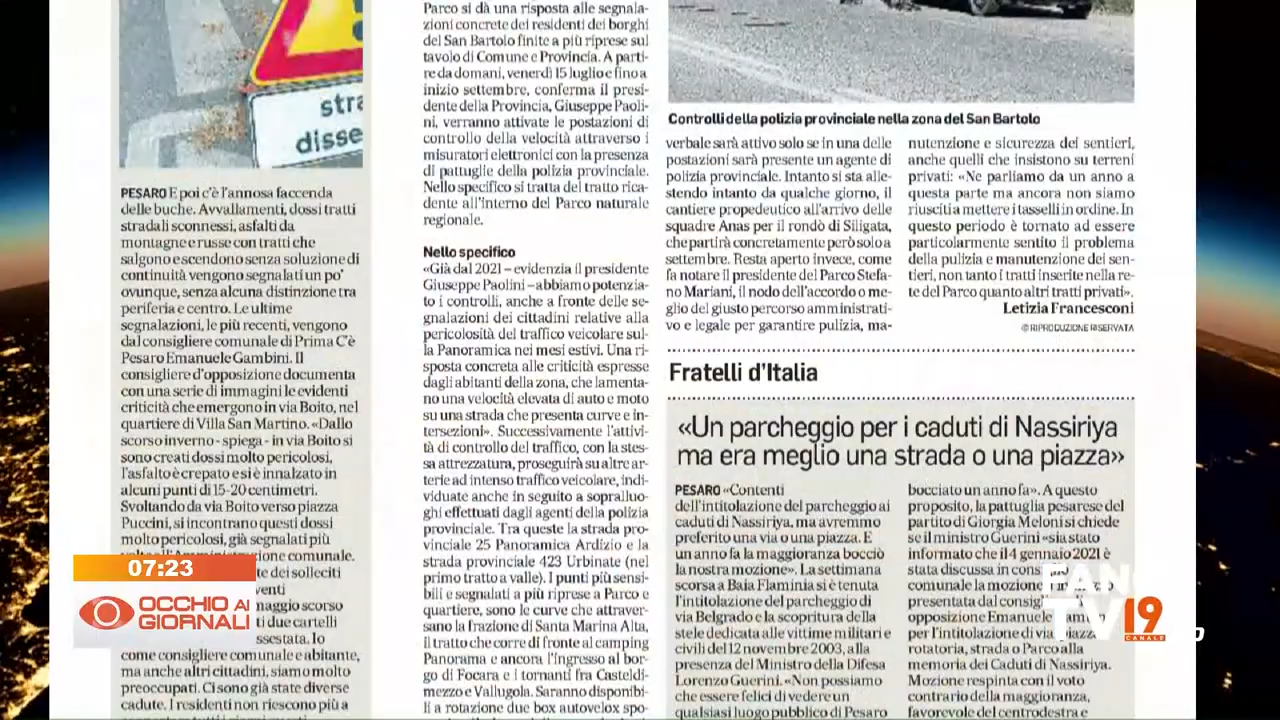 stra
disse
PESARO E poi c'è l'annosa faccenda
delle buche. Avvallamenti, dossi tratti
stradali sconnessi, asfalti da
montagne e russe con tratti che
salgono e scendono senza soluzione di
continuità vengono segnalati un po'
ovunque, senza alcuna distinzione tra
periferia e centro. Le ultime
segnalazioni, le più recenti, vengono
dal consigliere comunale di Prima C'è
Pesaro Emanuele Gambini. Il
consigliere d'opposizione documenta
con una serie di immagini le evidenti
criticità che emergono in via Boito, nel
quartiere di Villa San Martino. «Dallo
scorso inverno - spiega - in via Boito si
sono creati dossi molto pericolosi,
l'asfalto è crepato e si è innalzato in
alcuni punti di 15-20 centimetri.
Svoltando da via Boito verso piazza
Puccini, si incontrano questi dossi
molto pericolosi, già segnalati più
comunale.
te dei solleciti
venti
maggio scorso
ti due cartelli
ssestata. Io
come consigliere comunale e abitante,
ma anche altri cittadini, siamo molto
preoccupati. Ci sono già state diverse
cadute. I residenti non riescono più a
Parco si dà una risposta alle segnala-
zioni concrete dei residenti dei borghi
del San Bartolo finite a più riprese sul
tavolo di Comune e Provincia. A parti-
re da domani, venerdì 15 luglio e fino a
inizio settembre, conferma il presi-
dente della Provincia, Giuseppe Paoli-
ni, verranno attivate le postazioni di
controllo della velocità attraverso i
misuratori elettronici con la presenza
di pattuglie della polizia provinciale.
Nello specifico si tratta del tratto rica-
dente all'interno del Parco naturale
regionale.
Nello specifico
«Già dal 2021 – evidenzia il presidente
Giuseppe Paolini – abbiamo potenzia-
to i controlli, anche a fronte delle se-
gnalazioni dei cittadini relative alla
pericolosità del traffico veicolare sul-
la Panoramica nei mesi estivi. Una ri-
sposta concreta alle criticità espresse
dagli abitanti della zona, che lamenta-
no una velocità elevata di auto e moto
su una strada che presenta curve e in-
tersezioni». Successivamente l'attivi-
tà di controllo del traffico, con la stes-
sa attrezzatura, proseguirà su altre ar-
terie ad intenso traffico veicolare, indi-
viduate anche in seguito a sopralluo-
ghi effettuati dagli agenti della polizia
provinciale. Tra queste la strada pro-
vinciale 25 Panoramica Ardizio e la
strada provinciale 423 Urbinate (nel
primo tratto a valle). I punti più sensi-
bili e segnalati a più riprese a Parco e
quartiere, sono le curve che attraver-
sano la frazione di Santa Marina Alta,
il tratto che corre di fronte al camping
Panorama e ancora l'ingresso al bor-
go di Focara e i tornanti fra Casteldi-
mezzo e Vallugola. Saranno disponibi-
li a rotazione due box autovelox spo-
Controlli della polizia provinciale nella zona del San Bartolo
verbale sarà attivo solo se in una delle
postazioni sarà presente un agente di
polizia provinciale. Intanto si sta alle-
stendo intanto da qualche giorno, il
cantiere propedeutico all'arrivo delle
squadre Anas per il rondò di Siligata,
che partirà concretamente però solo a
settembre. Resta aperto invece, come
fa notare il presidente del Parco Stefa-
no Mariani, il nodo dell'accordo o me-
glio del giusto percorso amministrati-
vo e legale per garantire pulizia, ma-
nutenzione e sicurezza dei sentieri,
anche quelli che insistono su terreni
privati: «Ne parliamo da un anno a
questa parte ma ancora non siamo
riusciti a mettere i tasselli in ordine. In
questo periodo è tornato ad essere
particolarmente sentito il problema
della pulizia e manutenzione dei sen-
tieri, non tanto i tratti inserite nella re-
te del Parco quanto altri tratti privati».
Letizia Francesconi
© RIPRODUZIONE RISERVATA
Fratelli d'Italia
«Un parcheggio per i caduti di Nassiriya
ma era meglio una strada o una piazza»
PESARO «Contenti
dell'intitolazione del parcheggio ai
caduti di Nassiriya, ma avremmo
preferito una via o una piazza. E
un anno fa la maggioranza bocciò
la nostra mozione». La settimana
scorsa a Baia Flaminia si è tenuta
l'intitolazione del parcheggio di
via Belgrado e la scopritura della
stele dedicata alle vittime militari e
civili del 12 novembre 2003, alla
presenza del Ministro della Difesa
Lorenzo Guerini. «Non possiamo
che essere felici di vedere un
qualsiasi luogo pubblico di Pesaro
bocciato un anno fa». A questo
proposito, la pattuglia pesarese del
partito di Giorgia Meloni si chiede
se il ministro Guerini «sia stato
informato che il 4 gennaio 2021 è
stata discussa in cons
comunale la mozione
presentata dal consigl
opposizione Emanuele
per l'intitolazione di via piazza
rotatoria, strada o Parco alla
memoria dei Caduti di Nassiriya.
Mozione respinta con il voto
contrario della maggioranza,
favorevole del centrodestra e
07:23
OCCHIO AI
GIORNALI
FANO
TV 19
CANALE